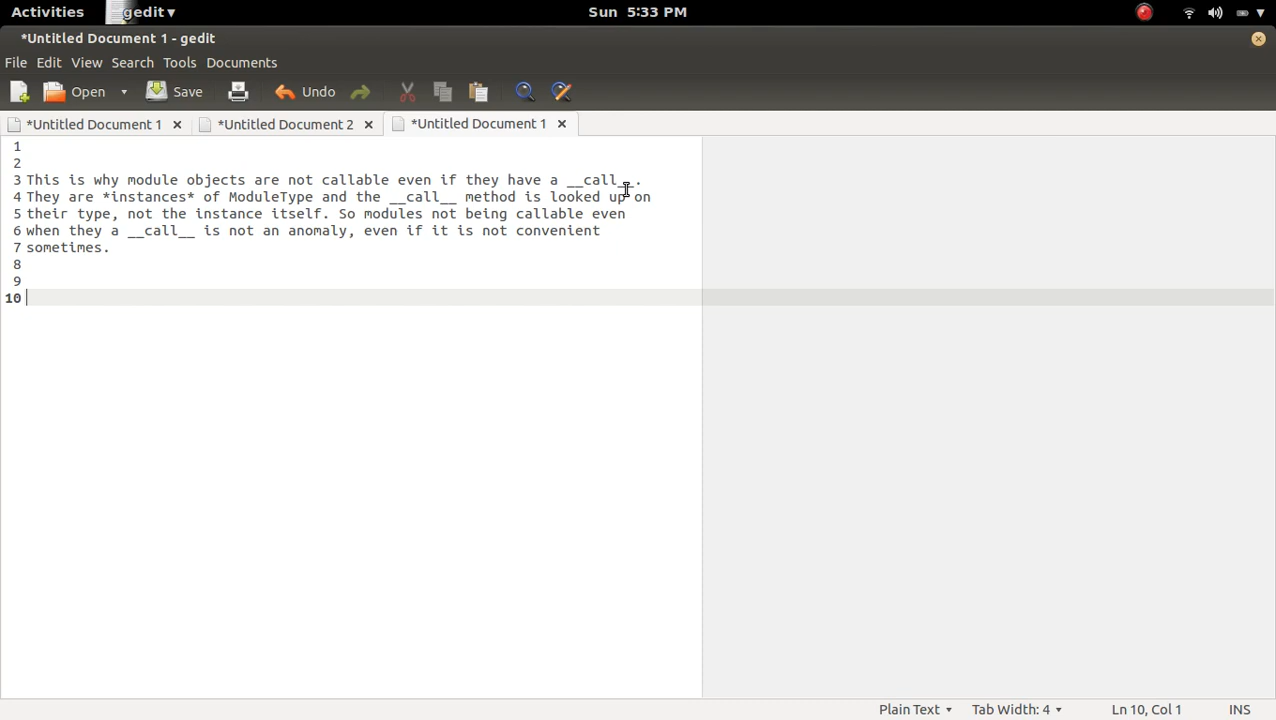 Activities gedit Sun 5:33 PM
*Untitled Document 1 - gedit
File Edit View Search Tools Documents
Open Save Undo
*Untitled Document 1 *Untitled Document 2 *Untitled Document 1
1
2
3 This is why module objects are not callable even if they have a __call__.
4 They are *instances* of ModuleType and the __call__ method is looked up on
5 their type, not the instance itself. So modules not being callable even
6 when they a __call__ is not an anomaly, even if it is not convenient
7 sometimes.
8
9
10
Plain Text Tab Width: 4 Ln 10, Col 1 INS